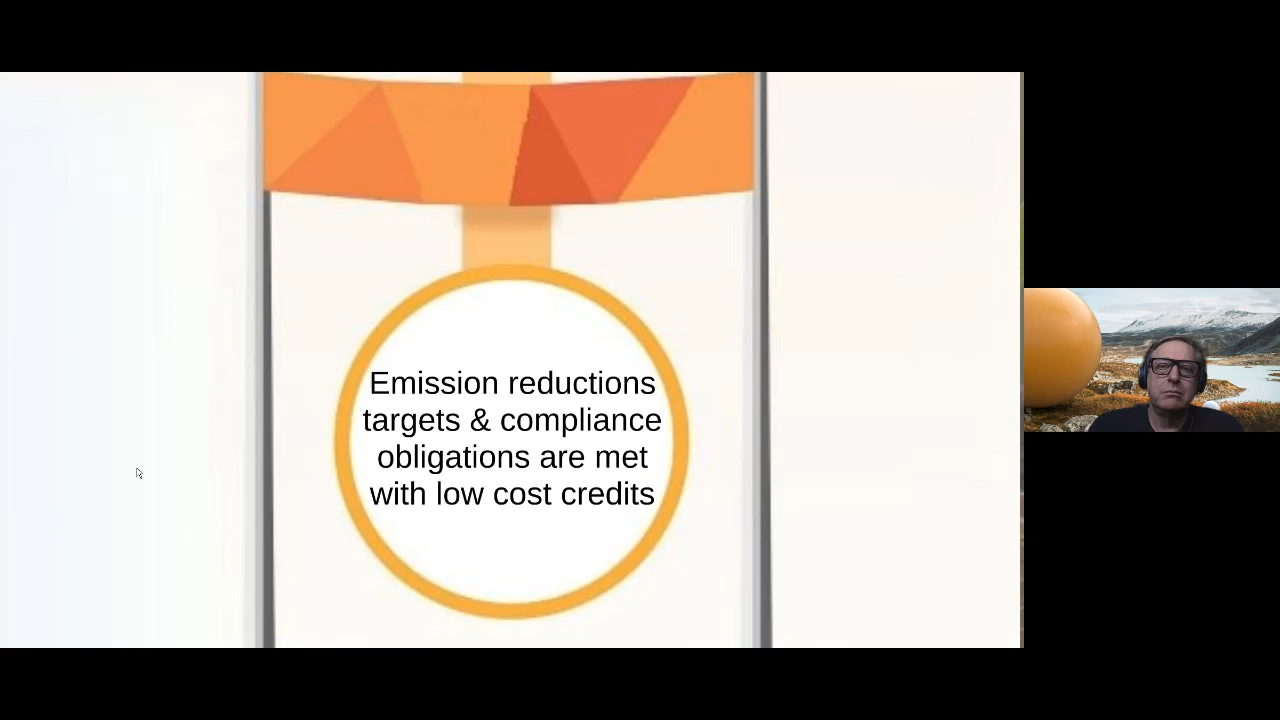 Emission reductions
targets & compliance
obligations are met
with low cost credits